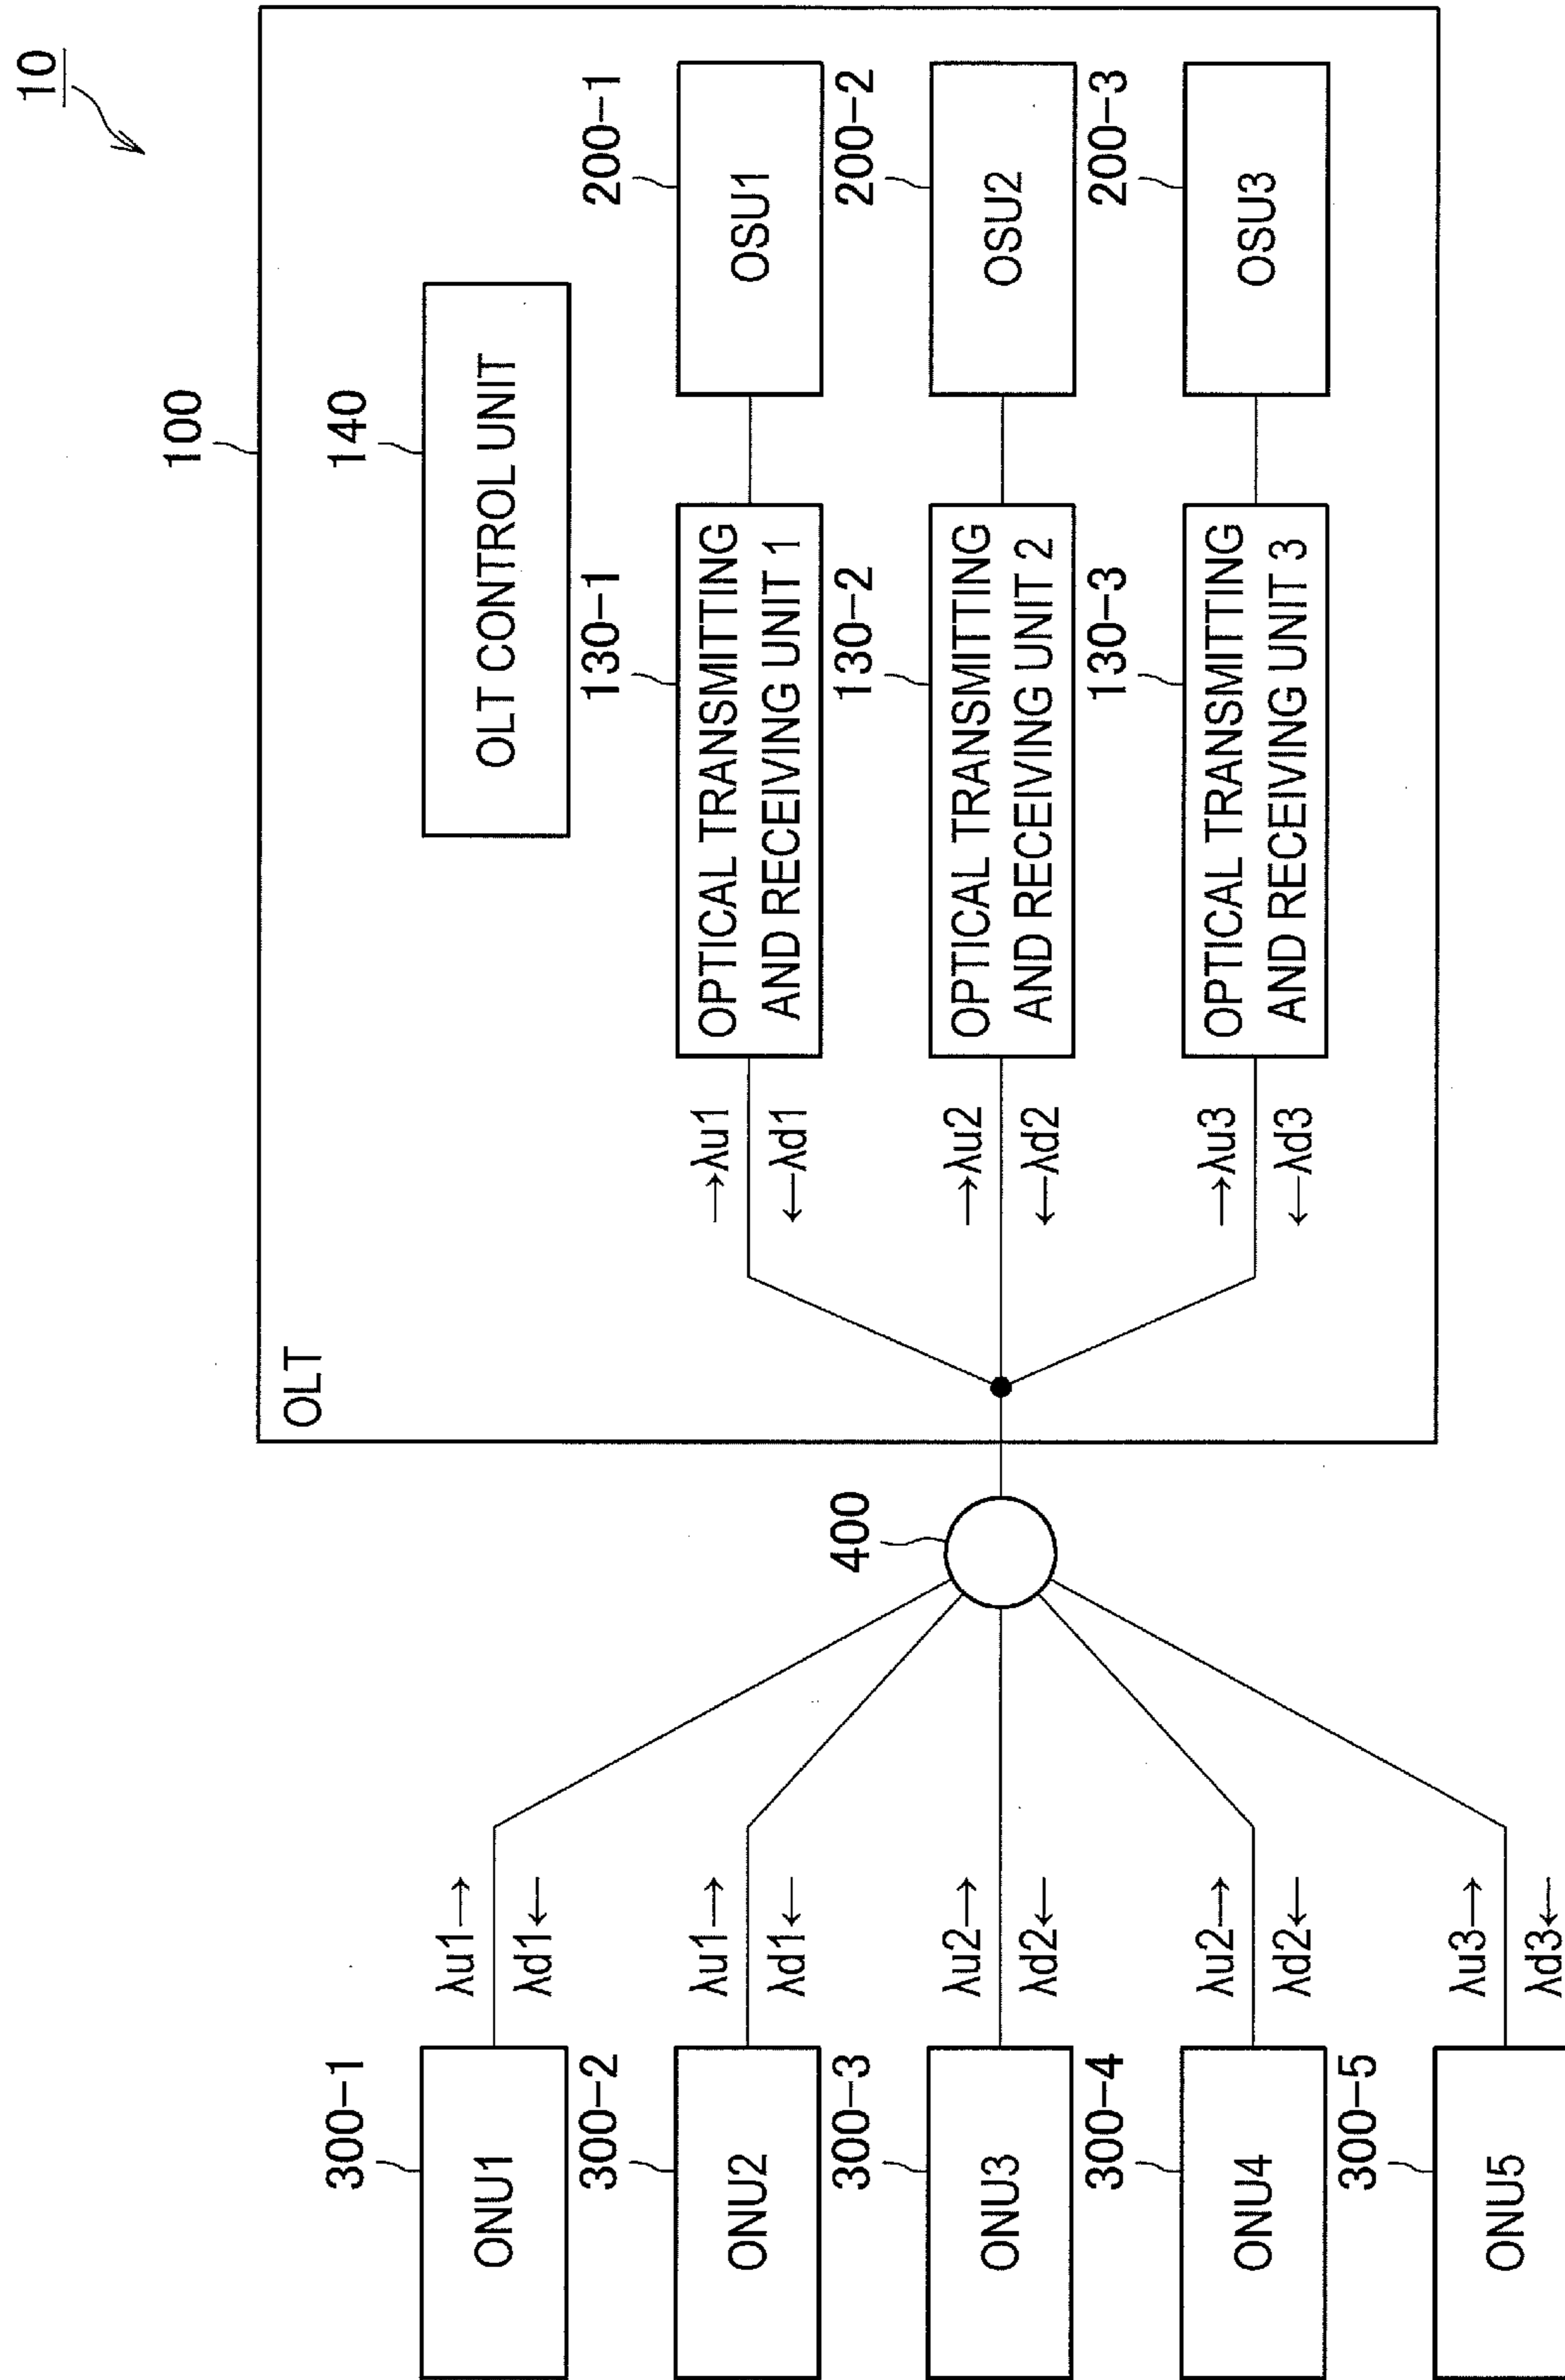 10
100
OLT
140
OLT CONTROL UNIT
300-1
ONU1
λu1→
λd1←
300-2
ONU2
λu1→
λd1←
300-3
ONU3
λu2→
λd2←
300-4
ONU4
λu2→
λd2←
300-5
ONU5
λu3→
λd3←
400
→λu1
←λd1
130-1
OPTICAL TRANSMITTING
AND RECEIVING UNIT 1
200-1
OSU1
→λu2
←λd2
130-2
OPTICAL TRANSMITTING
AND RECEIVING UNIT 2
200-2
OSU2
→λu3
←λd3
130-3
OPTICAL TRANSMITTING
AND RECEIVING UNIT 3
200-3
OSU3